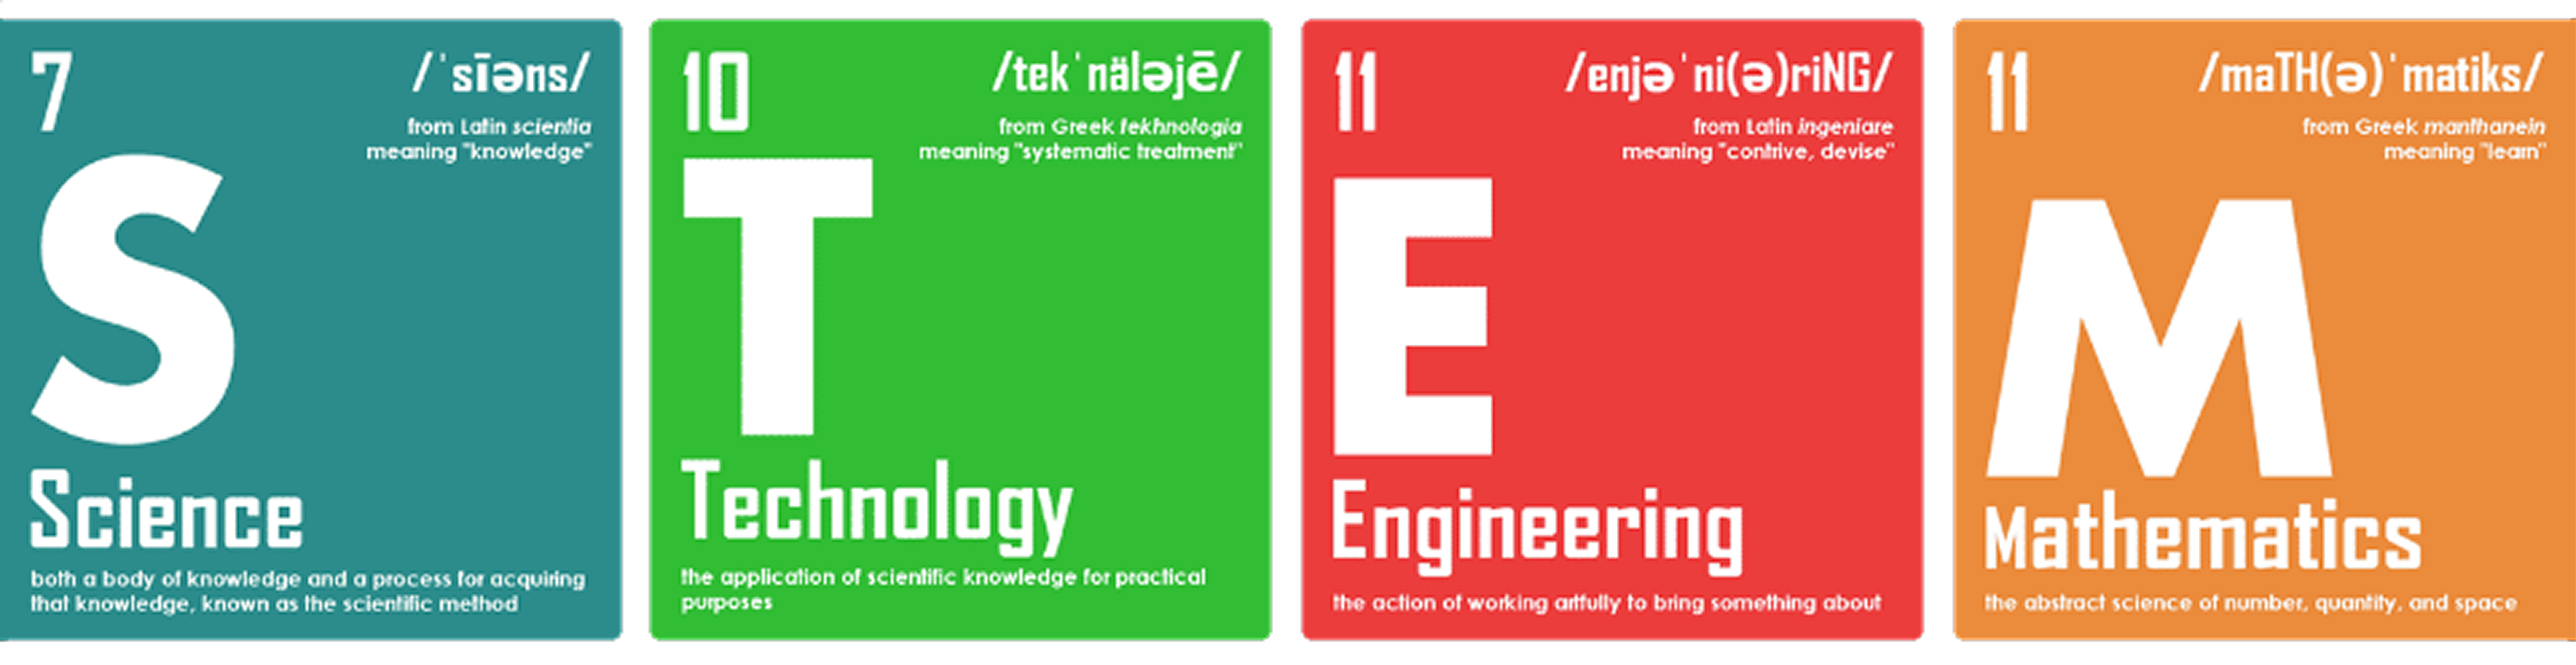 7
/ˈsīəns/
from Latin scientia
meaning "knowledge"
S
Science
both a body of knowledge and a process for acquiring
that knowledge, known as the scientific method
10
/tekˈnäləjē/
from Greek tekhnologia
meaning "systematic treatment"
T
Technology
the application of scientific knowledge for practical
purposes
11
/enjəˈni(ə)riNG/
from Latin ingeniare
meaning "contrive, devise"
E
Engineering
the action of working artfully to bring something about
11
/maTH(ə)ˈmatiks/
from Greek manthanein
meaning "learn"
M
Mathematics
the abstract science of number, quantity, and space